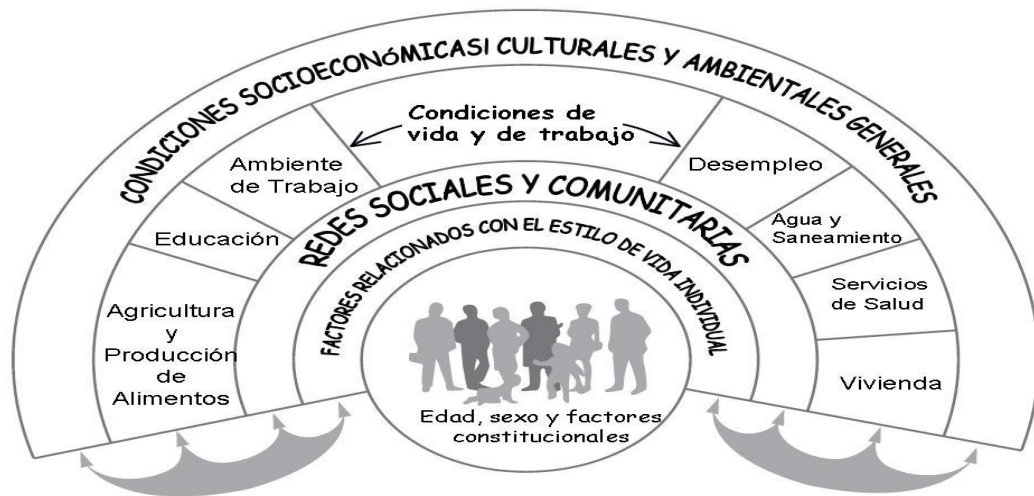 CONDICIONES SOCIOECONÓMICASI CULTURALES Y AMBIENTALES GENERALES
Condiciones de
vida y de trabajo
Agricultura
y
Producción
de
Alimentos
Educación
Ambiente
de Trabajo
Desempleo
Agua y
Saneamiento
Servicios
de Salud
Vivienda
REDES SOCIALES Y COMUNITARIAS
FACTORES RELACIONADOS CON EL ESTILO DE VIDA INDIVIDUAL
Edad, sexo y factores
constitucionales